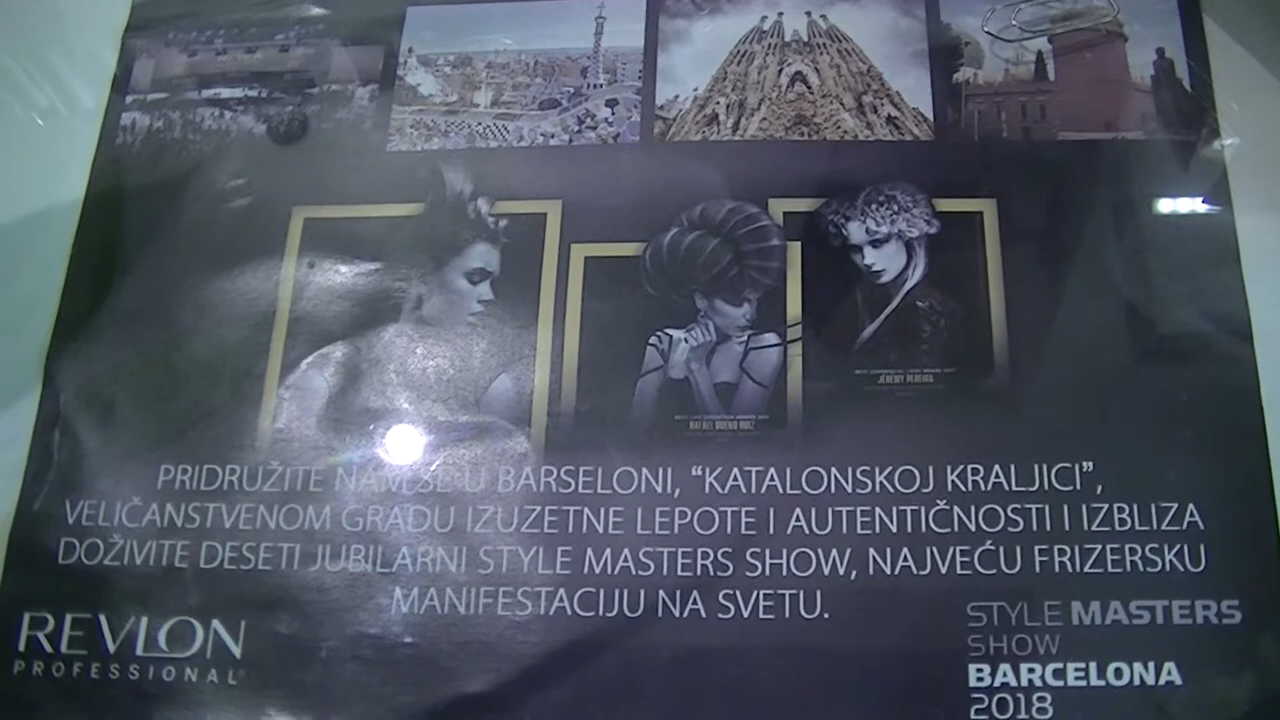 JEREMY PEREIRA
RAFAEL BUENO RUIZ
PRIDRUŽITE NAM SE U BARSELONI, “KATALONSKOJ KRALJICI”,
VELIČANSTVENOM GRADU IZUZETNE LEPOTE I AUTENTIČNOSTI I IZBLIZA
DOŽIVITE DESETI JUBILARNI STYLE MASTERS SHOW, NAJVEĆU FRIZERSKU
MANIFESTACIJU NA SVETU.
REVLON
PROFESSIONAL
STYLE MASTERS
SHOW
BARCELONA
2018